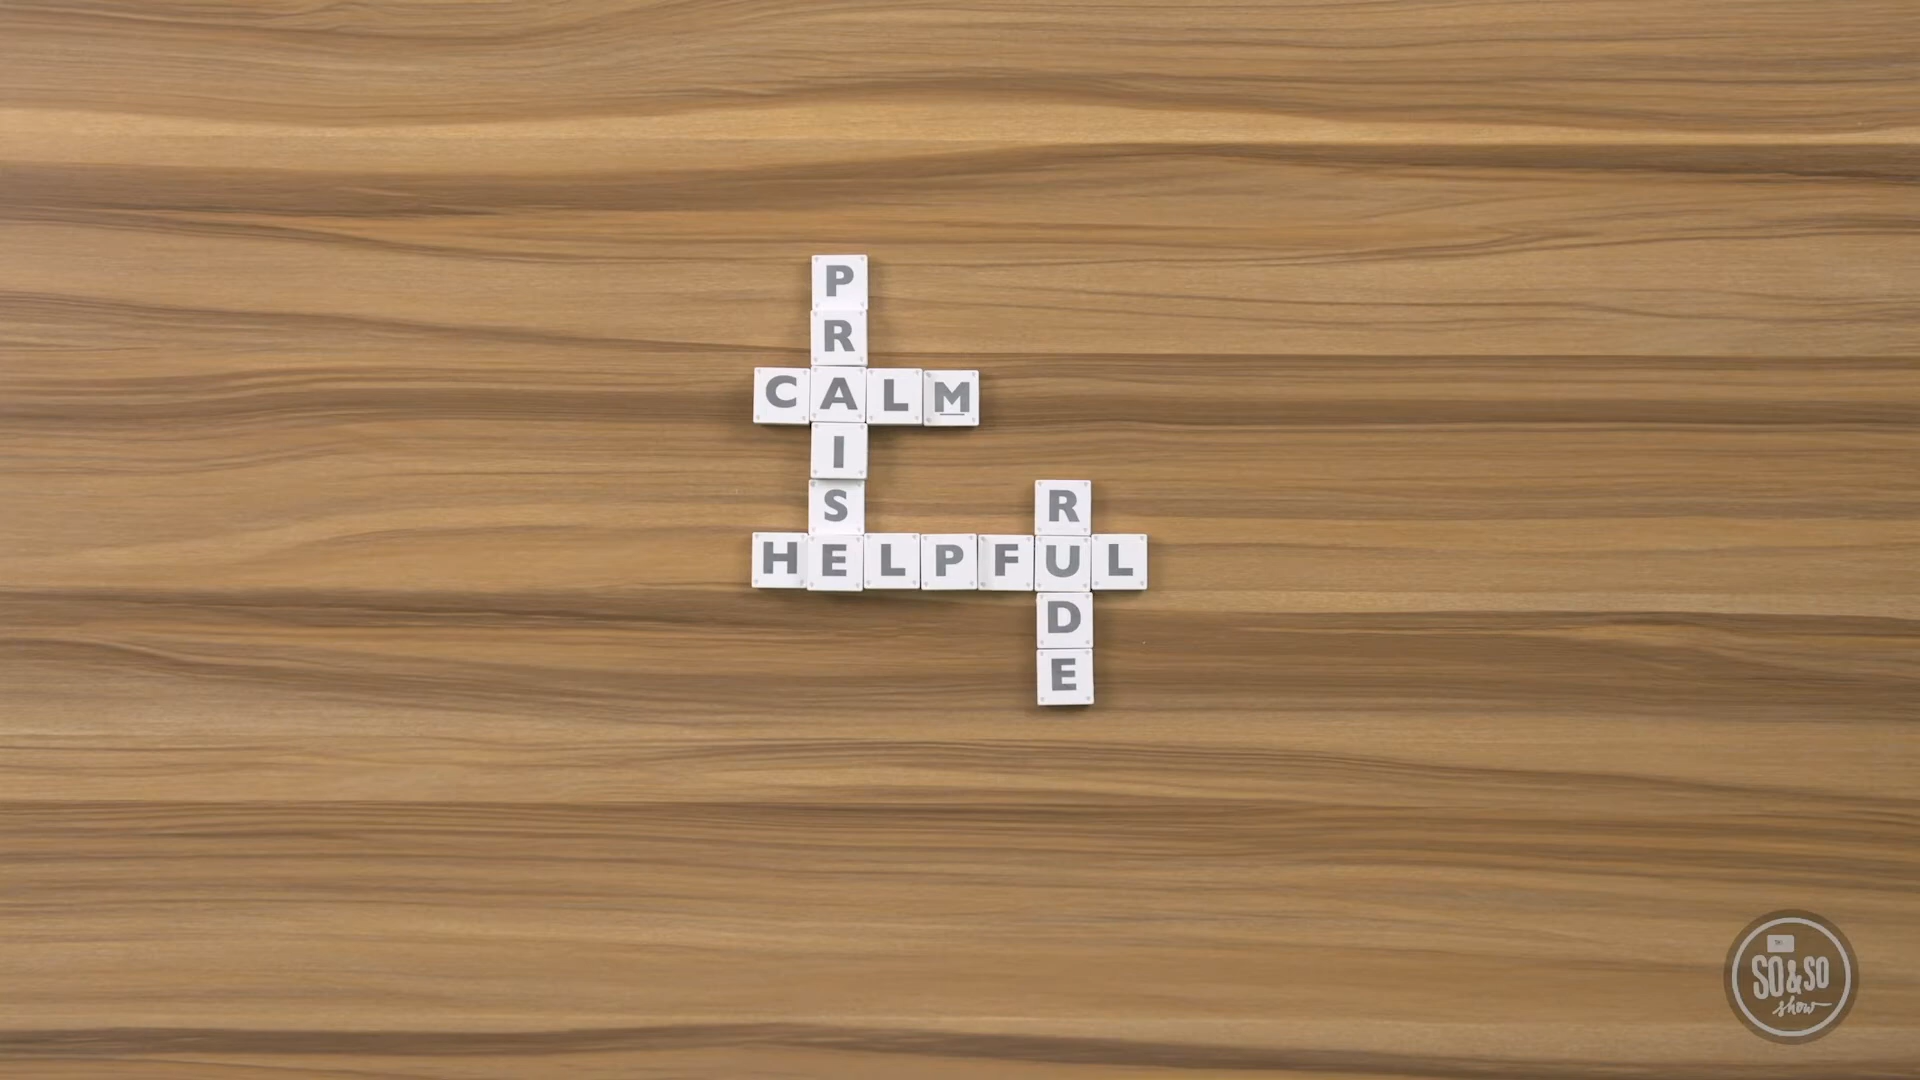 PRAISE
CALM
RUDE
HELPFUL
SO & SO
show